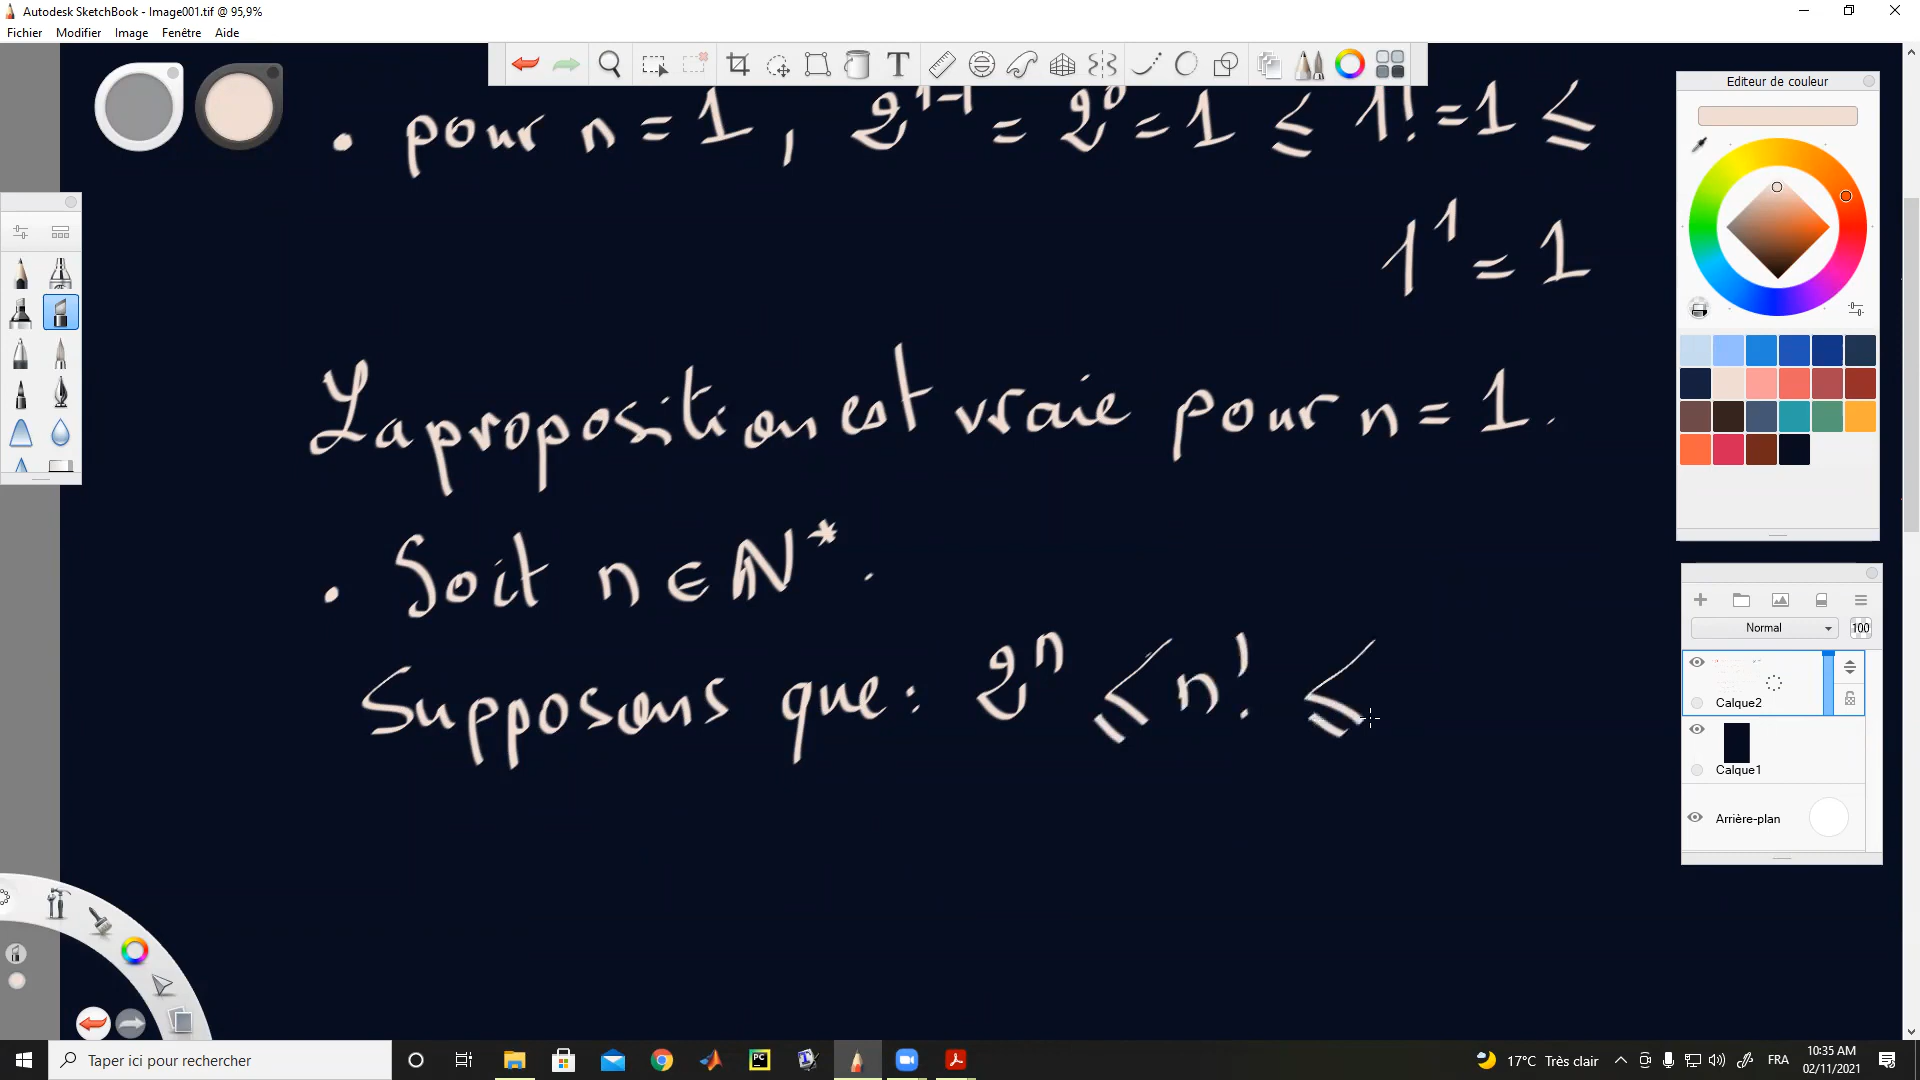 Autodesk SketchBook - Image001.tif @ 95,9%
Fichier Modifier Image Fenêtre Aide
Editeur de couleur
• pour n = 1, 2^{1-1} = 2^0 = 1 ≤ 1! = 1 ≤
1^1 = 1
La proposition est vraie pour n = 1.
• Soit n ∈ ℕ*.
Supposons que: 2^n ≤ n! ≤
Normal 100
Calque2
Calque1
Arrière-plan
Taper ici pour rechercher
17°C Très clair
FRA
10:35 AM
02/11/2021